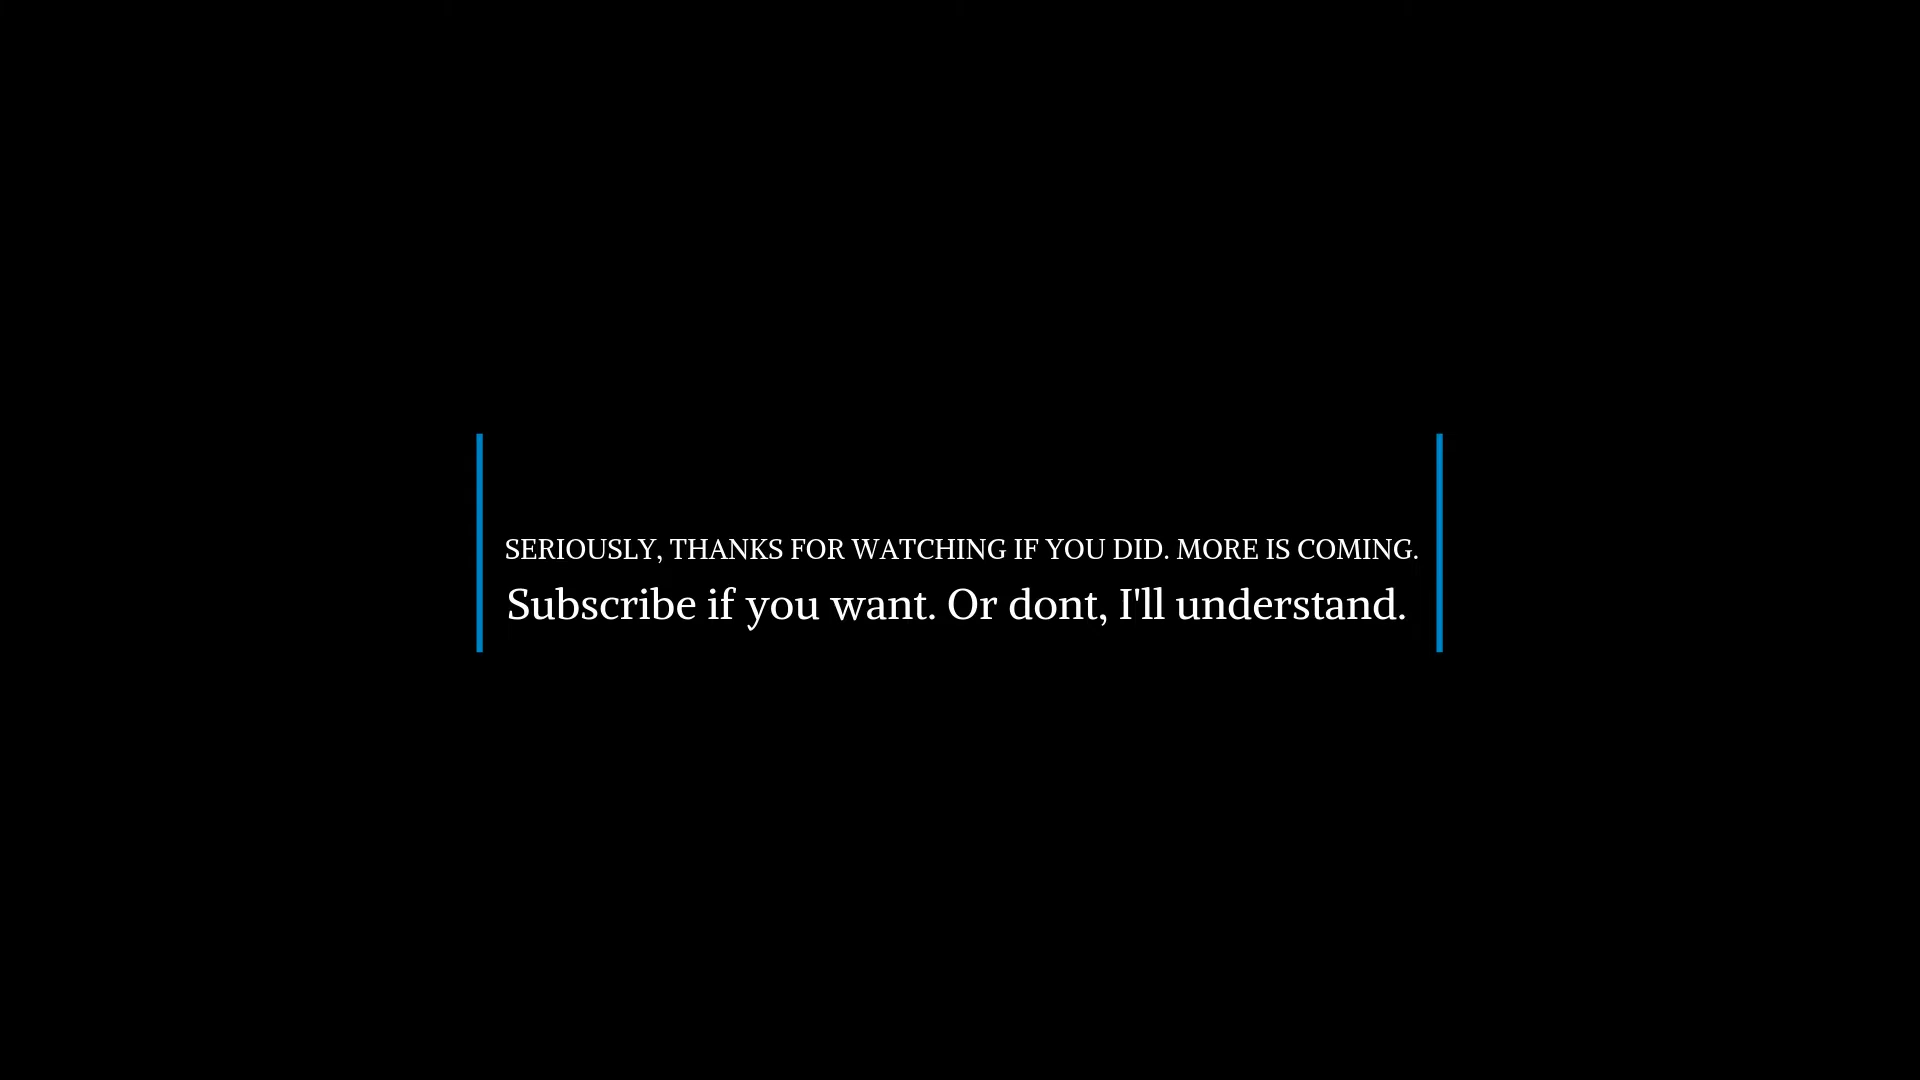 SERIOUSLY, THANKS FOR WATCHING IF YOU DID. MORE IS COMING.
Subscribe if you want. Or dont, I'll understand.